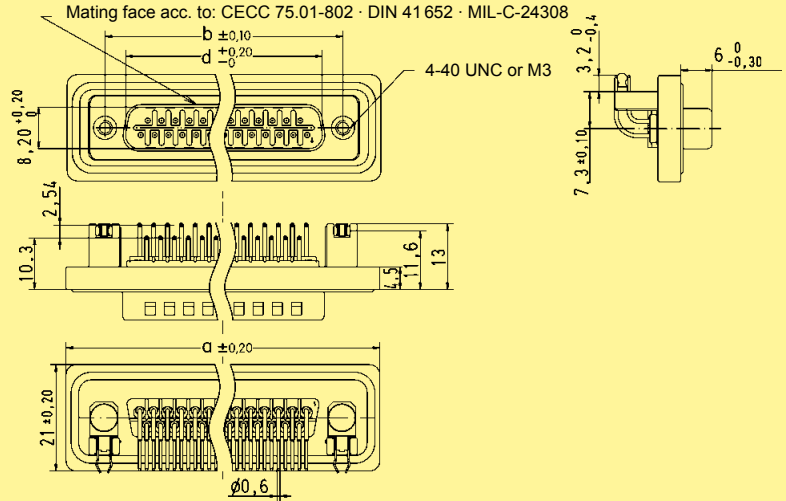 Mating face acc. to: CECC 75.01-802 · DIN 41 652 · MIL-C-24308
b ±0,10
d +0,20 -0
4-40 UNC or M3
8,20 +0,20 0
3,2 0 -0,4
6 0 -0,30
7,3 ±0,10
2,54
10,3
4,5
11,6
13
a ±0,20
21 ±0,20
ø0,6